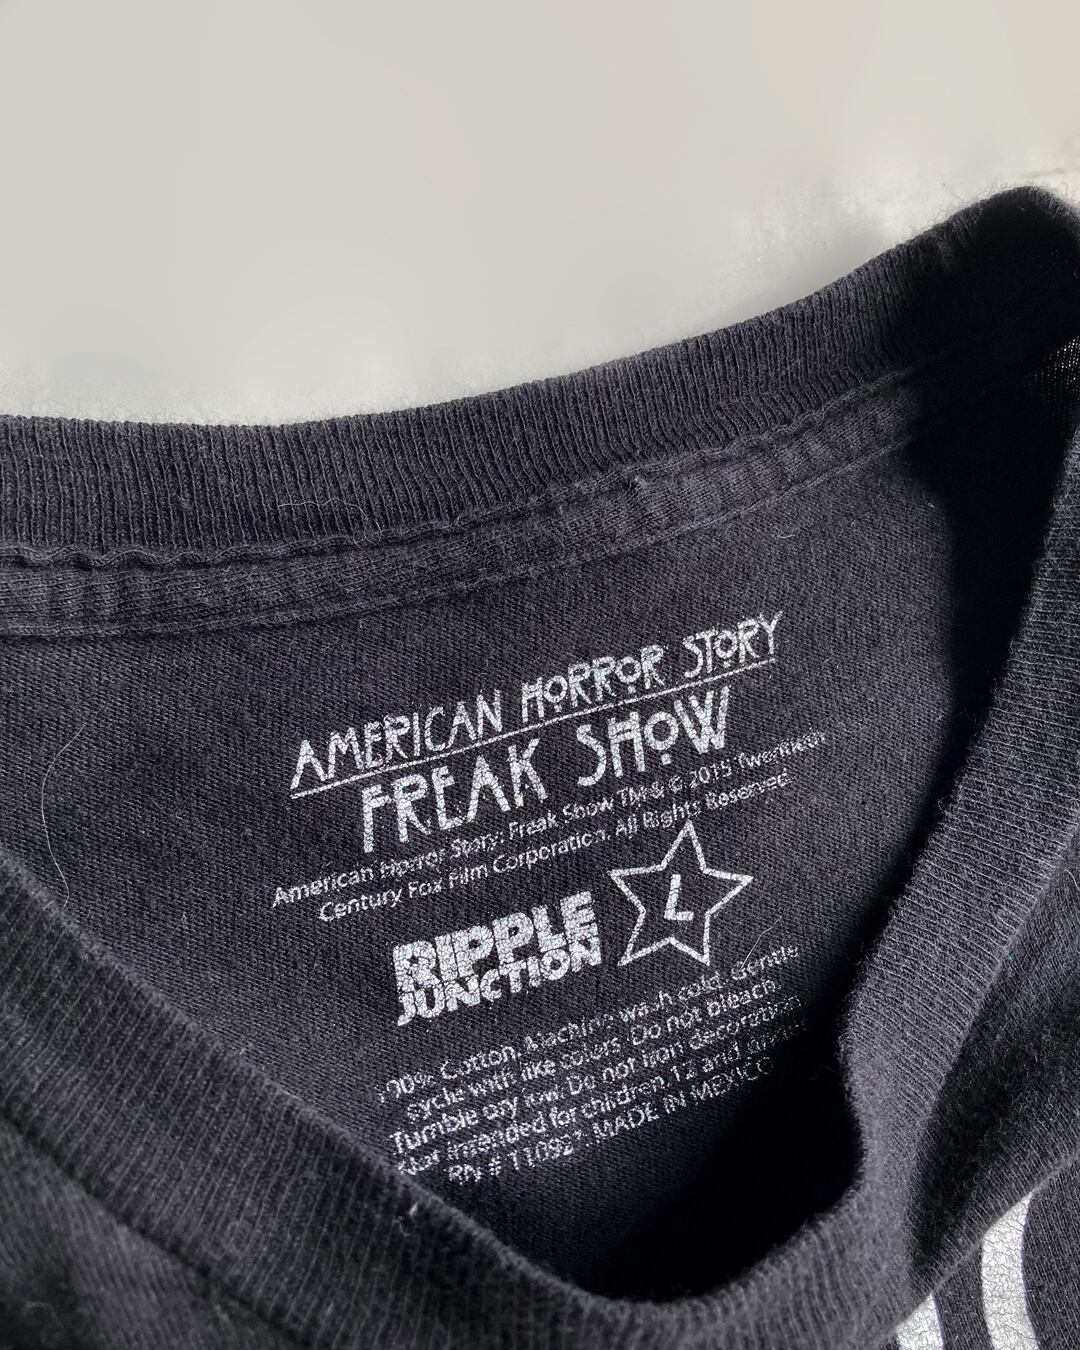 AMERICAN HORROR STORY
FREAK SHOW
American Horror Story: Freak Show TM & © 2015 Twentieth
Century Fox Film Corporation. All Rights Reserved.
RIPPLE
JUNCTION
L
100% Cotton. Machine wash cold. Gentle
cycle with like colors. Do not bleach.
Tumble dry low. Do not iron decoration.
Not intended for children 12 and under
RN # 110927. MADE IN MEXICO